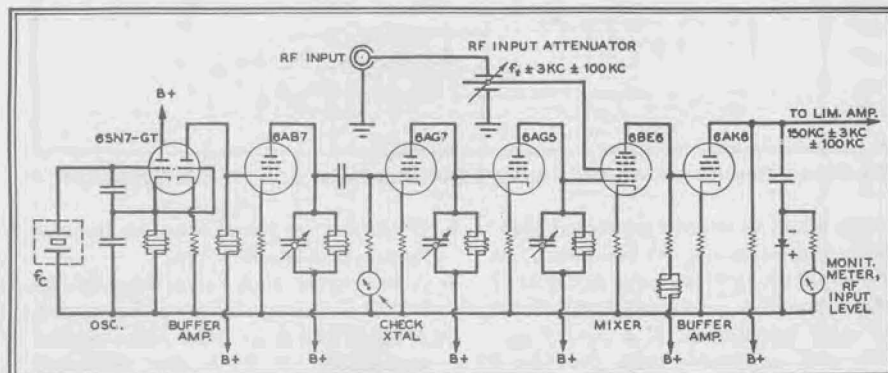 RF INPUT
RF INPUT ATTENUATOR
fₜ ± 3KC ± 100KC
B+
6SN7-GT
6AB7
6AG7
6AG5
6BE6
6AK6
TO LIM. AMP.
150KC ± 3KC
± 100KC
fC
OSC.
BUFFER
AMP.
CHECK
XTAL
MIXER
BUFFER
AMP.
- +
MONIT.
METER,
RF
INPUT
LEVEL
B+ B+ B+ B+ B+ B+